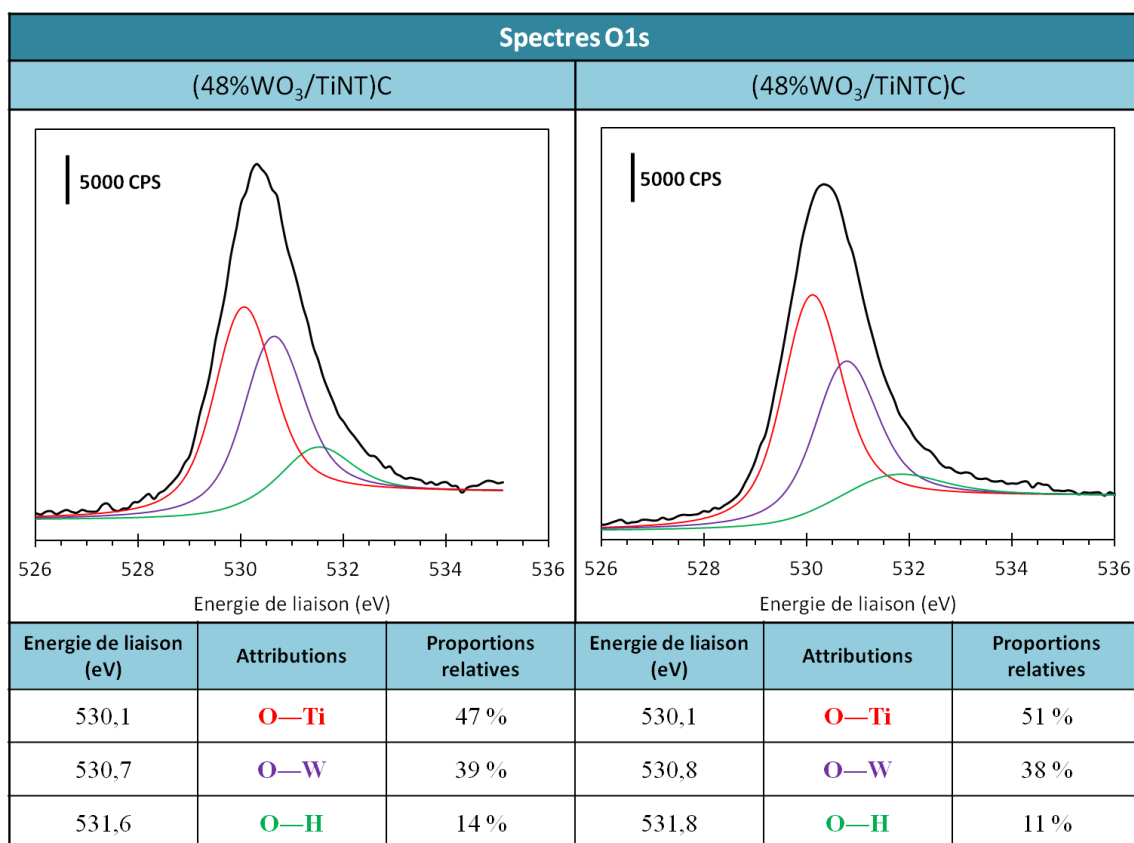 Spectres O1s
(48%WO₃/TiNT)C
(48%WO₃/TiNTC)C
5000 CPS
5000 CPS
526 528 530 532 534 536
526 528 530 532 534 536
Energie de liaison (eV)
Energie de liaison (eV)
Energie de liaison (eV) Attributions Proportions relatives Energie de liaison (eV) Attributions Proportions relatives
530,1 O—Ti 47 % 530,1 O—Ti 51 %
530,7 O—W 39 % 530,8 O—W 38 %
531,6 O—H 14 % 531,8 O—H 11 %